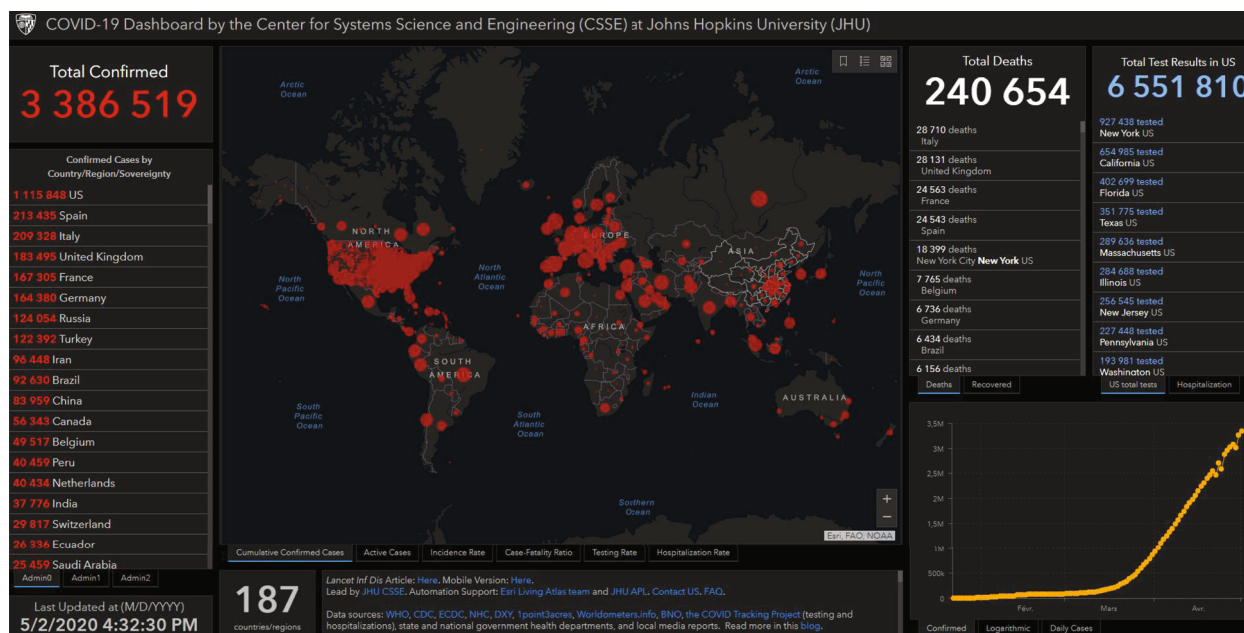 COVID-19 Dashboard by the Center for Systems Science and Engineering (CSSE) at Johns Hopkins University (JHU)
Total Confirmed
3 386 519
Confirmed Cases by
Country/Region/Sovereignty
1 115 848 US
213 435 Spain
209 328 Italy
183 495 United Kingdom
167 305 France
164 380 Germany
124 054 Russia
122 392 Turkey
96 448 Iran
92 630 Brazil
83 959 China
56 343 Canada
49 517 Belgium
40 459 Peru
40 434 Netherlands
37 776 India
29 817 Switzerland
26 336 Ecuador
25 459 Saudi Arabia
Admin0 Admin1 Admin2
Last Updated at (M/D/YYYY)
5/2/2020 4:32:30 PM
Arctic
Ocean
Arctic
Ocean
NORTH
AMERICA
EUROPE
ASIA
North
Pacific
Ocean
North
Atlantic
Ocean
North
Pacific
Ocean
AFRICA
SOUTH
AMERICA
Indian
Ocean
AUSTRALIA
South
Pacific
Ocean
South
Atlantic
Ocean
Southern
Ocean
+
−
Esri, FAO, NOAA
Cumulative Confirmed Cases Active Cases Incidence Rate Case-Fatality Ratio Testing Rate Hospitalization Rate
187
countries/regions
Lancet Inf Dis Article: Here. Mobile Version: Here.
Lead by JHU CSSE. Automation Support: Esri Living Atlas team and JHU APL. Contact US. FAQ.
Data sources: WHO, CDC, ECDC, NHC, DXY, 1point3acres, Worldometers.info, BNO, the COVID Tracking Project (testing and
hospitalizations), state and national government health departments, and local media reports. Read more in this blog.
Total Deaths
240 654
28 710 deaths
Italy
28 131 deaths
United Kingdom
24 563 deaths
France
24 543 deaths
Spain
18 399 deaths
New York City New York US
7 765 deaths
Belgium
6 736 deaths
Germany
6 434 deaths
Brazil
6 156 deaths
Deaths Recovered
Total Test Results in US
6 551 810
927 438 tested
New York US
654 985 tested
California US
402 699 tested
Florida US
351 775 tested
Texas US
289 636 tested
Massachusetts US
284 688 tested
Illinois US
256 545 tested
New Jersey US
227 448 tested
Pennsylvania US
193 981 tested
Washington US
US total tests Hospitalization
3,5M
3M
2,5M
2M
1,5M
1M
500k
0
Févr. Mars Avr.
Confirmed Logarithmic Daily Cases